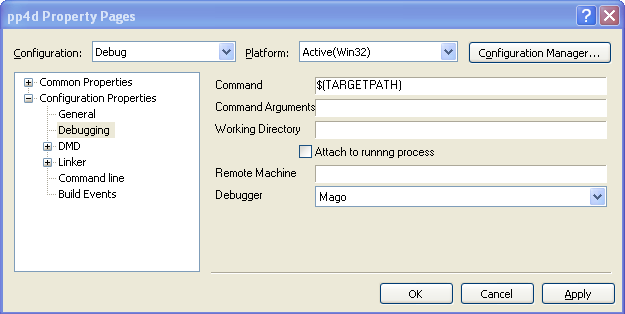 pp4d Property Pages
Configuration: Debug Platform: Active(Win32) Configuration Manager...
Common Properties
Configuration Properties
General
Debugging
DMD
Linker
Command line
Build Events
Command $(TARGETPATH)
Command Arguments
Working Directory
Attach to runnng process
Remote Machine
Debugger Mago
OK Cancel Apply